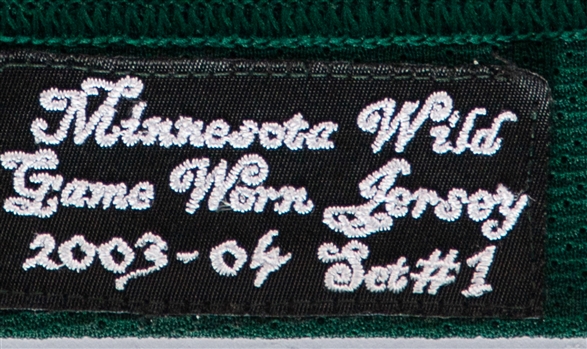 Minnesota Wild
Game Worn Jersey
2003-04 Set#1